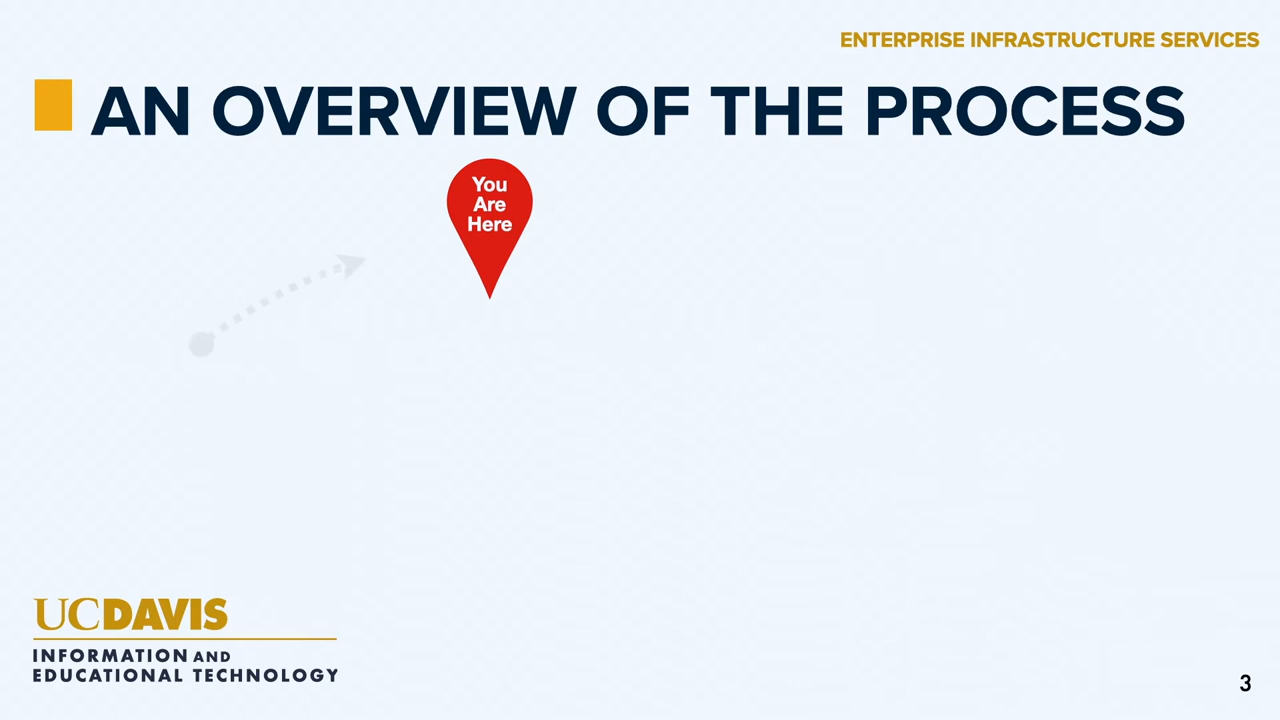 ENTERPRISE INFRASTRUCTURE SERVICES
AN OVERVIEW OF THE PROCESS
You
Are
Here
UCDAVIS
INFORMATION AND
EDUCATIONAL TECHNOLOGY
3